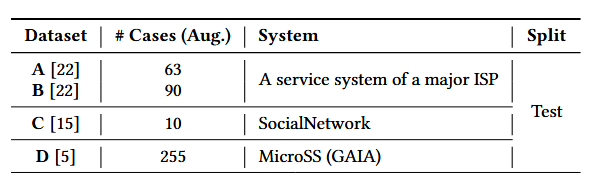 Dataset # Cases (Aug.) System Split
A [22] 63
A service system of a major ISP
B [22] 90
Test
C [15] 10 SocialNetwork
D [5] 255 MicroSS (GAIA)